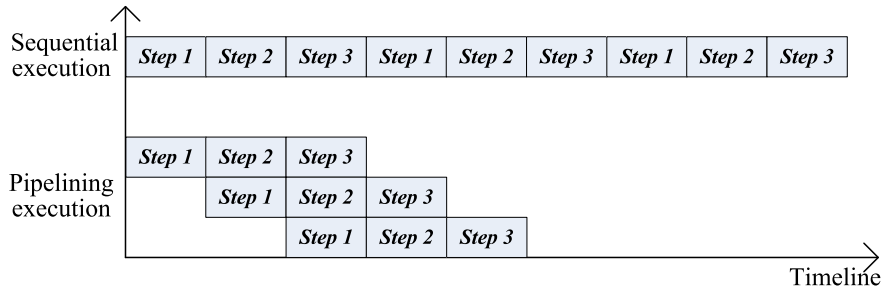 Sequential
execution
Step 1 Step 2 Step 3 Step 1 Step 2 Step 3 Step 1 Step 2 Step 3
Pipelining
execution
Step 1 Step 2 Step 3
Step 1 Step 2 Step 3
Step 1 Step 2 Step 3
Timeline